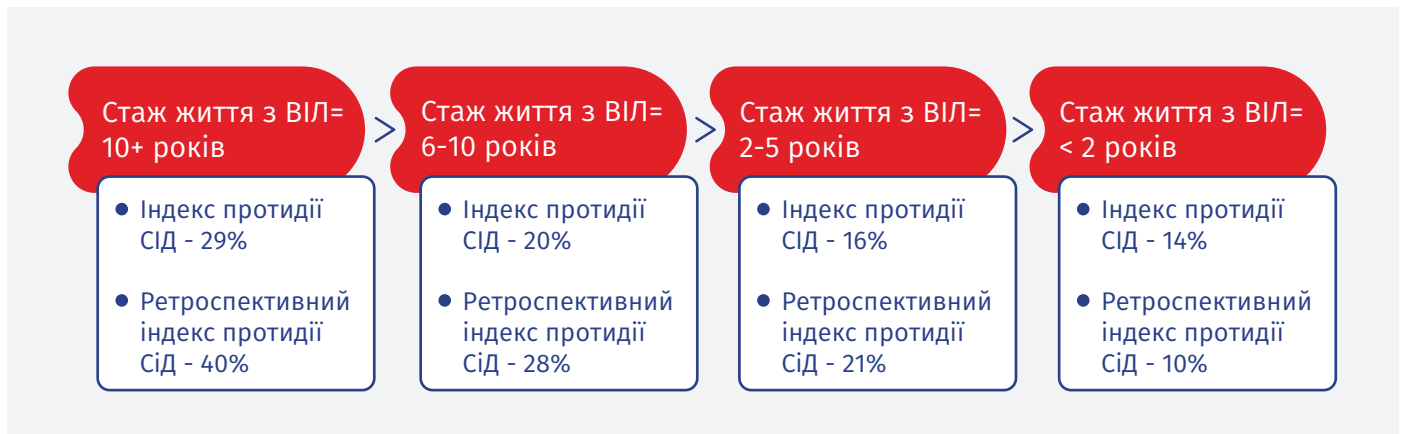 Стаж життя з ВІЛ=
10+ років
>
Стаж життя з ВІЛ=
6-10 років
>
Стаж життя з ВІЛ=
2-5 років
>
Стаж життя з ВІЛ=
< 2 років
● Індекс протидії
СІД - 29%
● Ретроспективний
індекс протидії
СіД - 40%
● Індекс протидії
СІД - 20%
● Ретроспективний
індекс протидії
СіД - 28%
● Індекс протидії
СІД - 16%
● Ретроспективний
індекс протидії
СіД - 21%
● Індекс протидії
СІД - 14%
● Ретроспективний
індекс протидії
СіД - 10%